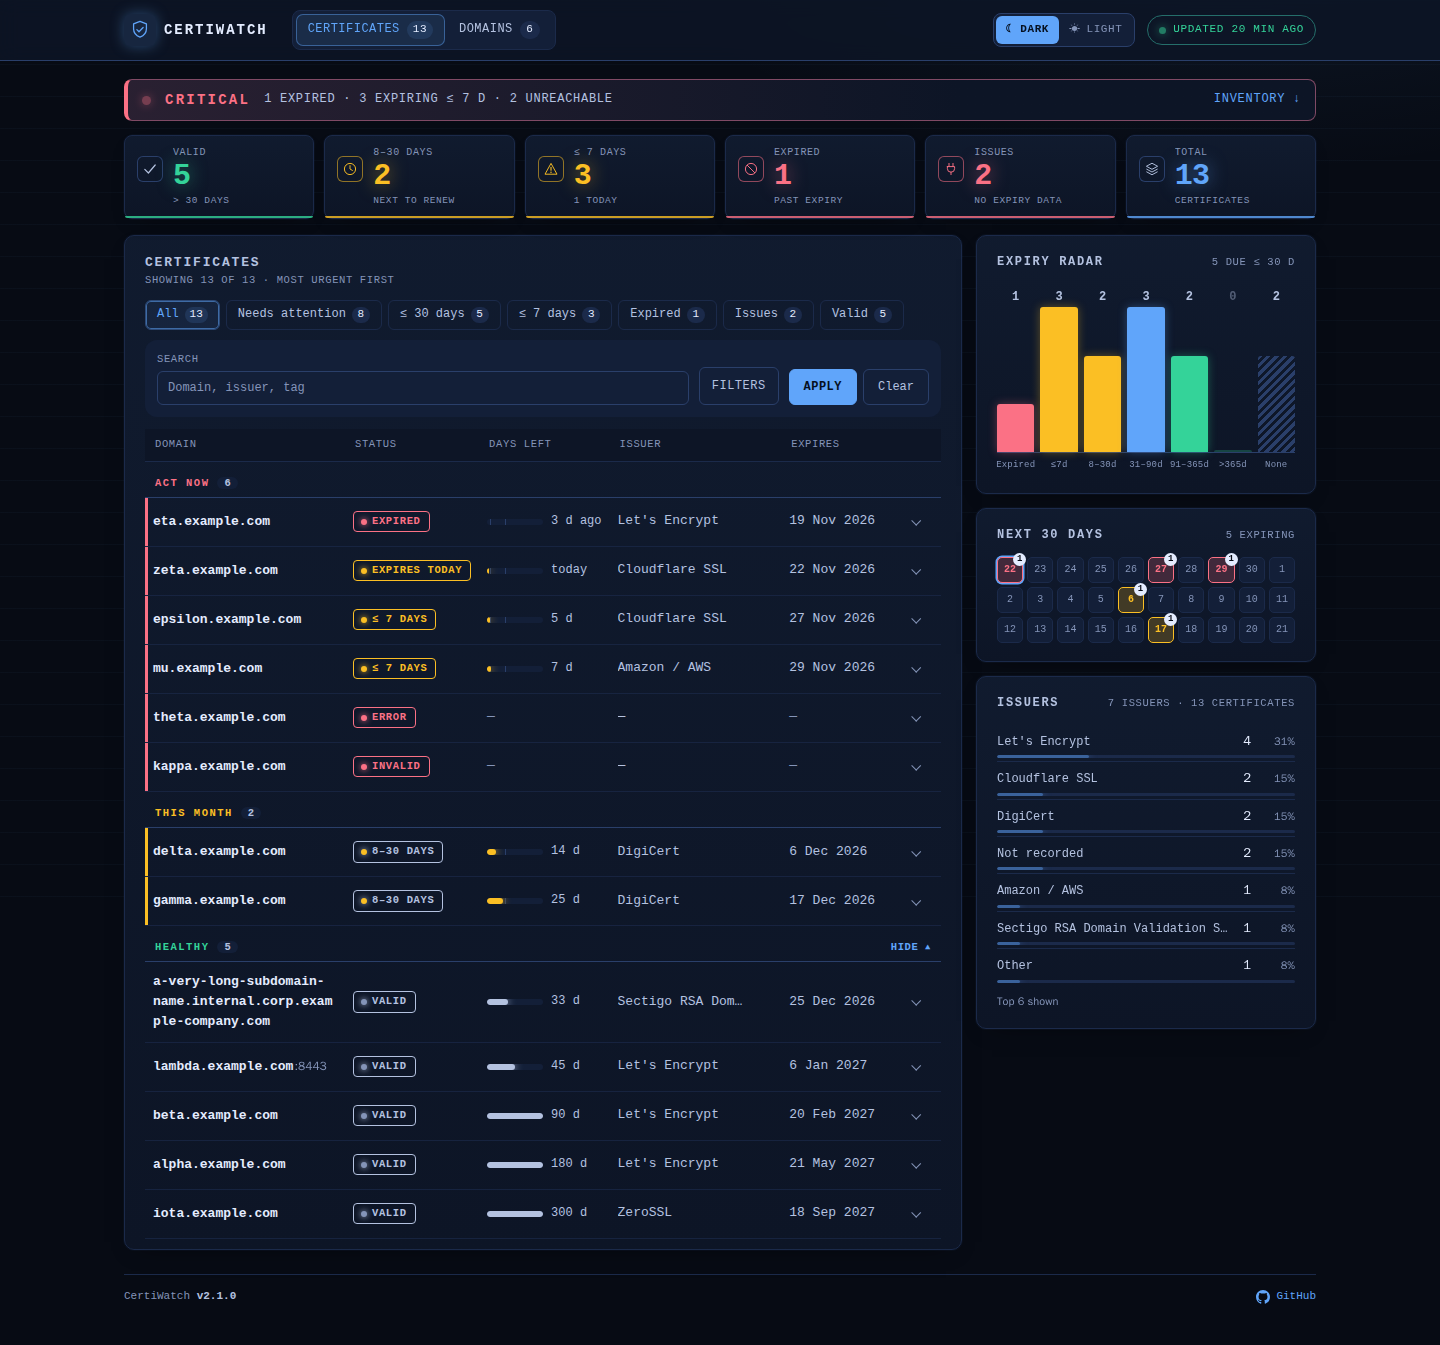 CERTIWATCH
CERTIFICATES 13
DOMAINS 6
DARK
LIGHT
UPDATED 20 MIN AGO
CRITICAL 1 EXPIRED · 3 EXPIRING ≤ 7 D · 2 UNREACHABLE
INVENTORY ↓
VALID
5
> 30 DAYS
8–30 DAYS
2
NEXT TO RENEW
≤ 7 DAYS
3
1 TODAY
EXPIRED
1
PAST EXPIRY
ISSUES
2
NO EXPIRY DATA
TOTAL
13
CERTIFICATES
CERTIFICATES
SHOWING 13 OF 13 · MOST URGENT FIRST
All 13
Needs attention 8
≤ 30 days 5
≤ 7 days 3
Expired 1
Issues 2
Valid 5
SEARCH
Domain, issuer, tag
FILTERS
APPLY
Clear
DOMAIN STATUS DAYS LEFT ISSUER EXPIRES
ACT NOW 6
eta.example.com EXPIRED 3 d ago Let's Encrypt 19 Nov 2026
zeta.example.com EXPIRES TODAY today Cloudflare SSL 22 Nov 2026
epsilon.example.com ≤ 7 DAYS 5 d Cloudflare SSL 27 Nov 2026
mu.example.com ≤ 7 DAYS 7 d Amazon / AWS 29 Nov 2026
theta.example.com ERROR — — —
kappa.example.com INVALID — — —
THIS MONTH 2
delta.example.com 8–30 DAYS 14 d DigiCert 6 Dec 2026
gamma.example.com 8–30 DAYS 25 d DigiCert 17 Dec 2026
HEALTHY 5
HIDE ▲
a-very-long-subdomain-
name.internal.corp.exam
ple-company.com
VALID 33 d Sectigo RSA Dom… 25 Dec 2026
lambda.example.com:8443 VALID 45 d Let's Encrypt 6 Jan 2027
beta.example.com VALID 90 d Let's Encrypt 20 Feb 2027
alpha.example.com VALID 180 d Let's Encrypt 21 May 2027
iota.example.com VALID 300 d ZeroSSL 18 Sep 2027
EXPIRY RADAR
5 DUE ≤ 30 D
1 3 2 3 2 0 2
Expired ≤7d 8–30d 31–90d 91–365d >365d None
NEXT 30 DAYS
5 EXPIRING
22 1 23 24 25 26 27 1 28 29 1 30 1
2 3 4 5 6 1 7 8 9 10 11
12 13 14 15 16 17 1 18 19 20 21
ISSUERS
7 ISSUERS · 13 CERTIFICATES
Let's Encrypt 4 31%
Cloudflare SSL 2 15%
DigiCert 2 15%
Not recorded 2 15%
Amazon / AWS 1 8%
Sectigo RSA Domain Validation S… 1 8%
Other 1 8%
Top 6 shown
CertiWatch v2.1.0
GitHub